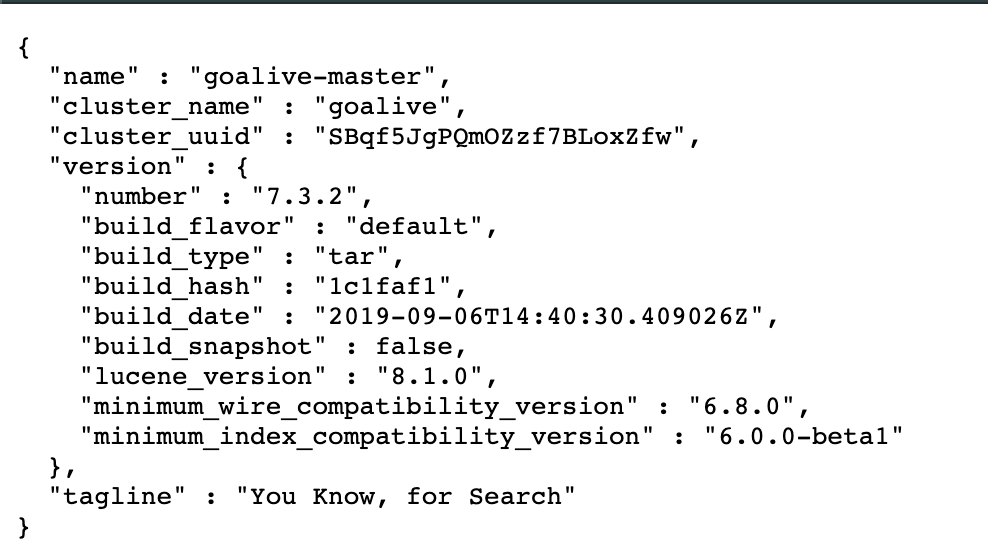 {
  "name" : "goalive-master",
  "cluster_name" : "goalive",
  "cluster_uuid" : "SBqf5JgPQmOZzf7BLoxZfw",
  "version" : {
    "number" : "7.3.2",
    "build_flavor" : "default",
    "build_type" : "tar",
    "build_hash" : "1c1faf1",
    "build_date" : "2019-09-06T14:40:30.409026Z",
    "build_snapshot" : false,
    "lucene_version" : "8.1.0",
    "minimum_wire_compatibility_version" : "6.8.0",
    "minimum_index_compatibility_version" : "6.0.0-beta1"
  },
  "tagline" : "You Know, for Search"
}